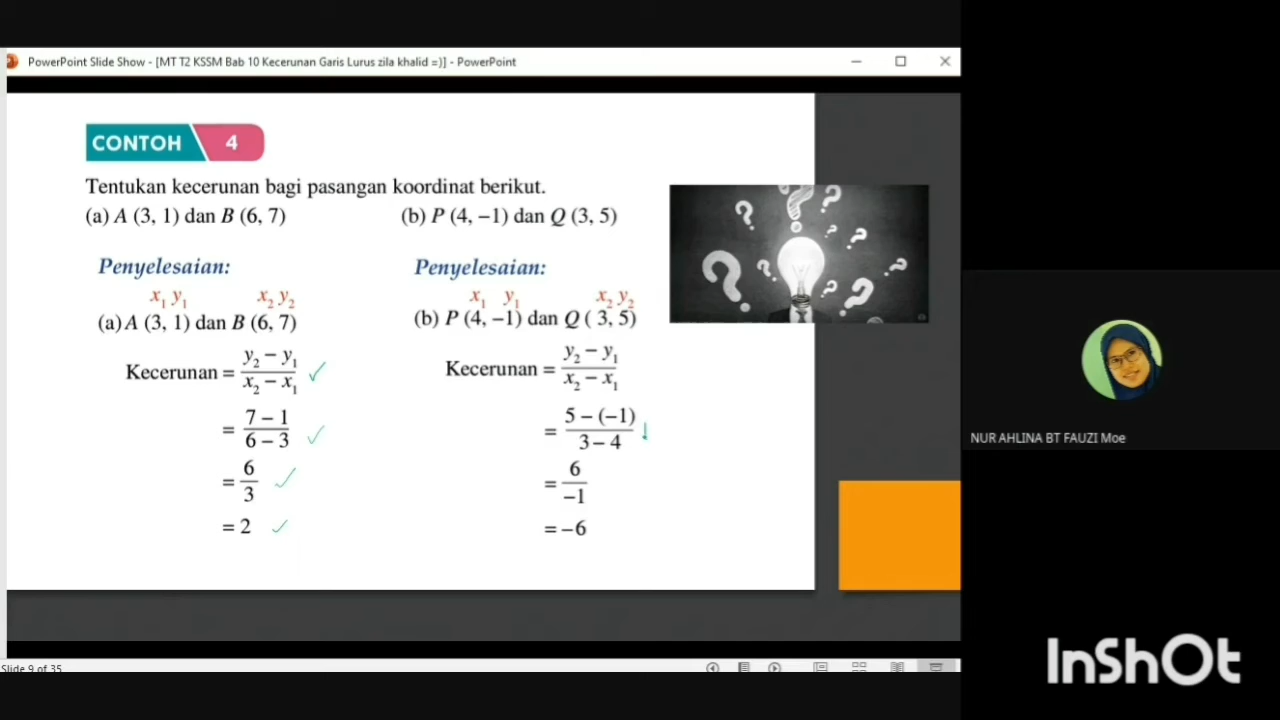 PowerPoint Slide Show - [MT T2 KSSM Bab 10 Kecerunan Garis Lurus zila khalid =)] - PowerPoint
CONTOH 4
Tentukan kecerunan bagi pasangan koordinat berikut.
(a) A (3, 1) dan B (6, 7)
(b) P (4, −1) dan Q (3, 5)
Penyelesaian:
x₁ y₁ x₂ y₂
(a) A (3, 1) dan B (6, 7)
Kecerunan = y₂ − y₁ / x₂ − x₁ ✓
= 7 − 1 / 6 − 3 ✓
= 6 / 3 ✓
= 2 ✓
Penyelesaian:
x₁ y₁ x₂ y₂
(b) P (4, −1) dan Q ( 3, 5)
Kecerunan = y₂ − y₁ / x₂ − x₁
= 5 − (−1) / 3 − 4
= 6 / −1
= −6
NUR AHLINA BT FAUZI Moe
Slide 9 of 35
InShOt